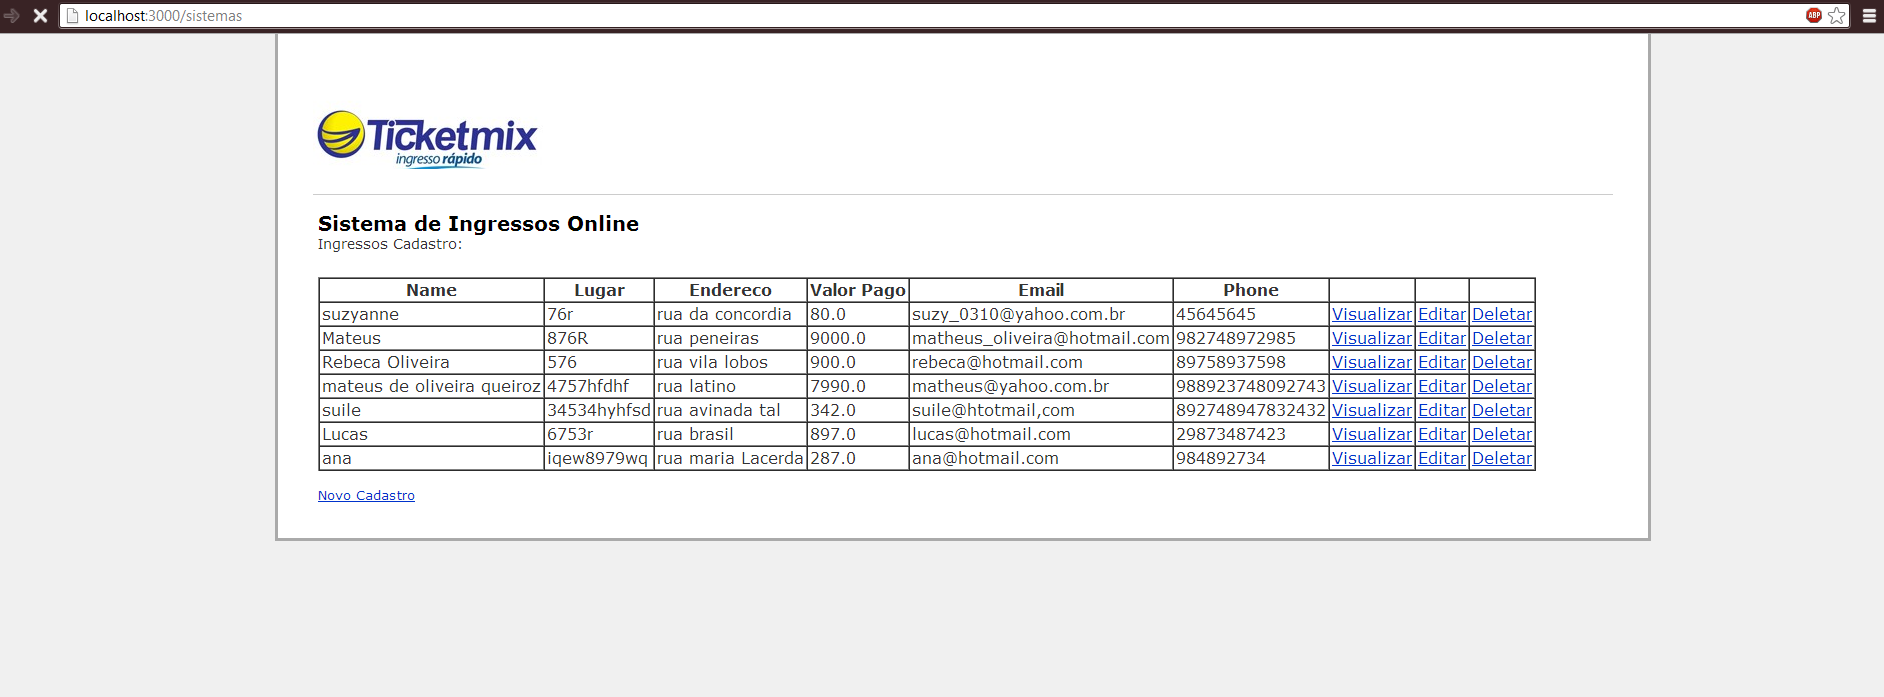 localhost:3000/sistemas
ABP
Ticketmix
ingresso rápido
Sistema de Ingressos Online
Ingressos Cadastro:
Name Lugar Endereco Valor Pago Email Phone
suzyanne 76r rua da concordia 80.0 suzy_0310@yahoo.com.br 45645645 Visualizar Editar Deletar
Mateus 876R rua peneiras 9000.0 matheus_oliveira@hotmail.com 982748972985 Visualizar Editar Deletar
Rebeca Oliveira 576 rua vila lobos 900.0 rebeca@hotmail.com 89758937598 Visualizar Editar Deletar
mateus de oliveira queiroz 4757hfdhf rua latino 7990.0 matheus@yahoo.com.br 988923748092743 Visualizar Editar Deletar
suile 34534hyhfsd rua avinada tal 342.0 suile@htotmail,com 892748947832432 Visualizar Editar Deletar
Lucas 6753r rua brasil 897.0 lucas@hotmail.com 29873487423 Visualizar Editar Deletar
ana iqew8979wq rua maria Lacerda 287.0 ana@hotmail.com 984892734 Visualizar Editar Deletar
Novo Cadastro